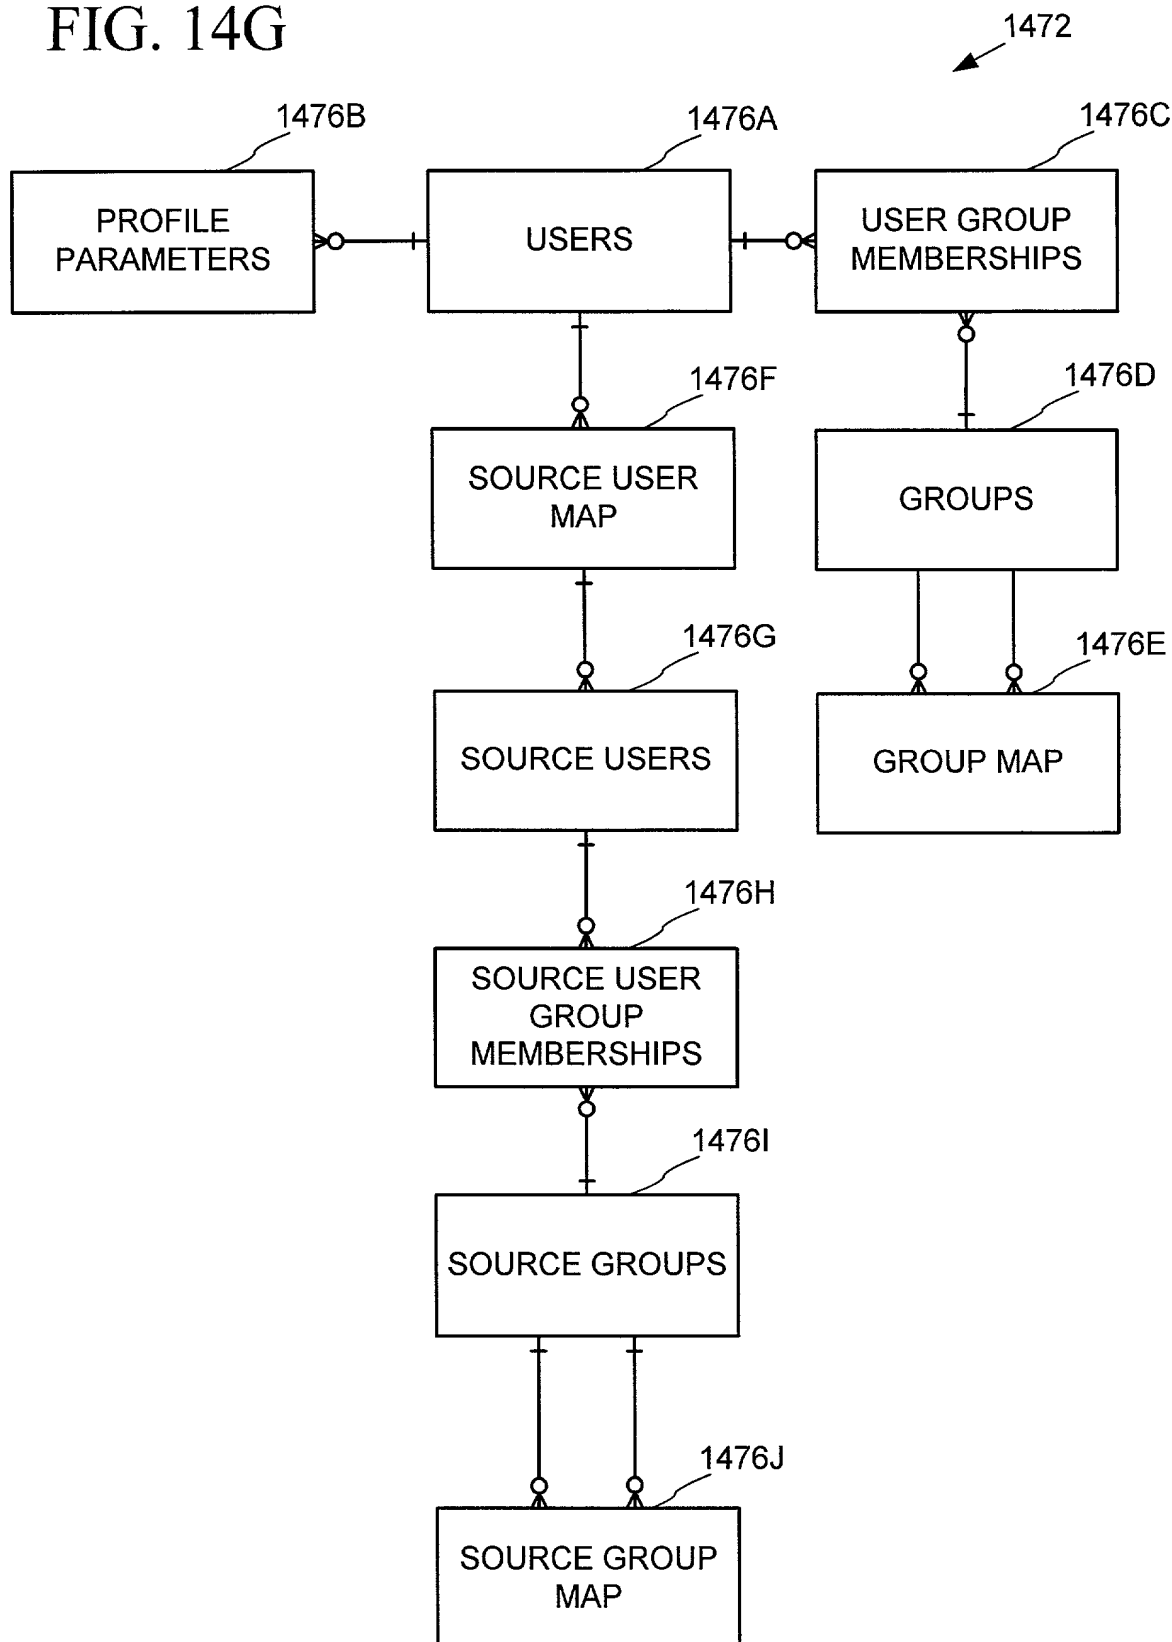 FIG. 14G
1472
1476B
1476A
1476C
PROFILE
PARAMETERS
USERS
USER GROUP
MEMBERSHIPS
1476F
1476D
SOURCE USER
MAP
GROUPS
1476G
1476E
SOURCE USERS
GROUP MAP
1476H
SOURCE USER
GROUP
MEMBERSHIPS
1476I
SOURCE GROUPS
1476J
SOURCE GROUP
MAP